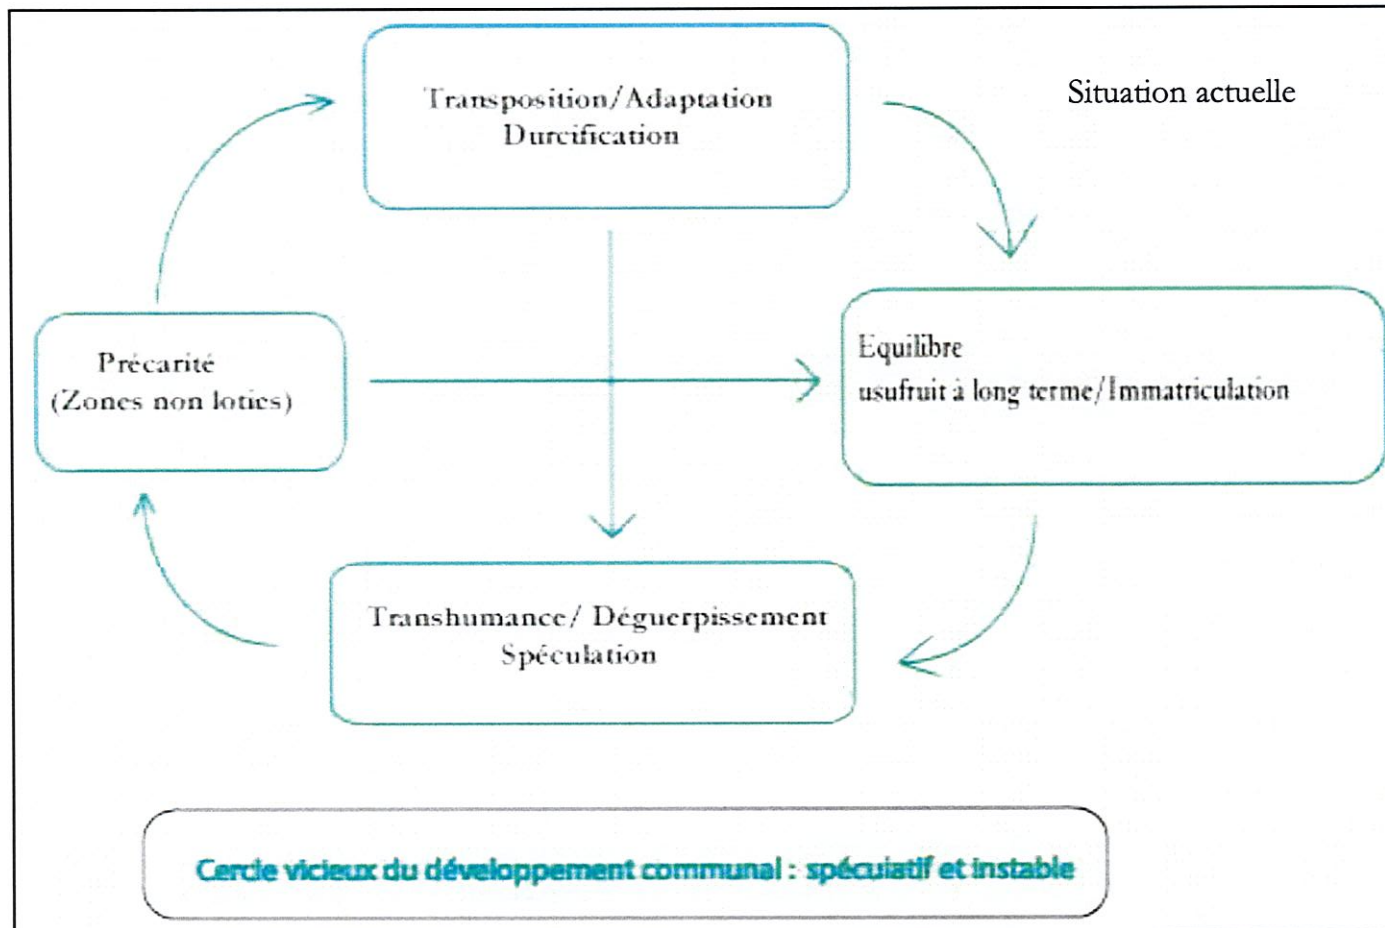 Transposition/Adaptation
Durcification
Situation actuelle
Précarité
(Zones non loties)
Equilibre
usufruit à long terme/Immatriculation
Transhumance/ Déguerpissement
Spéculation
Cercle vicieux du développement communal : spéculatif et instable